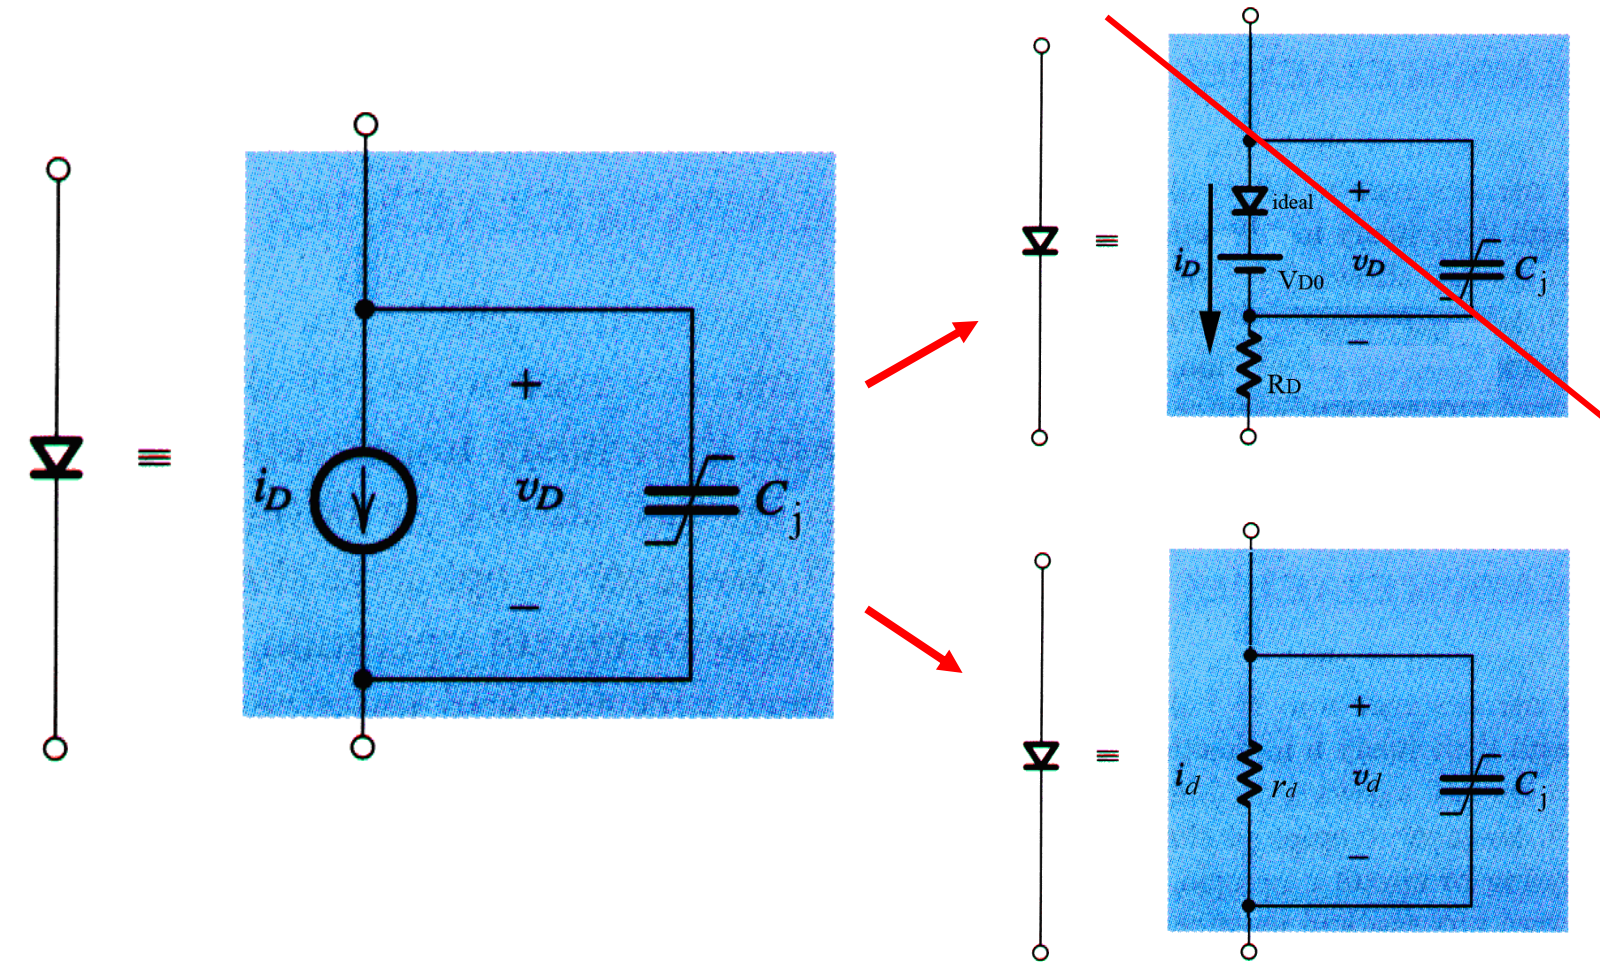 ≡
iD
+
vD
−
Cj
≡
ideal
iD
+
vD
−
VD0
Cj
RD
≡
id
rd
+
vd
−
Cj